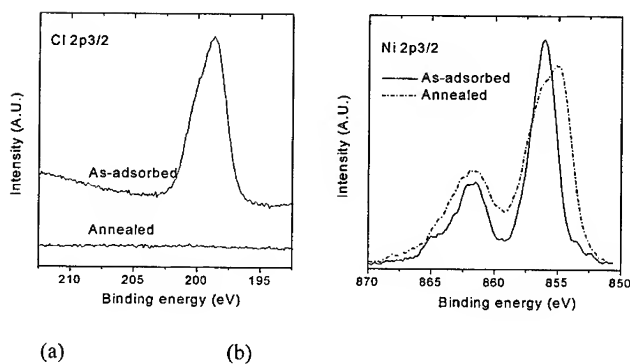 Cl 2p3/2
As-adsorbed
Annealed
Intensity (A.U.)
210 205 200 195
Binding energy (eV)
Ni 2p3/2
As-adsorbed
Annealed
Intensity (A.U.)
870 865 860 855 850
Binding energy (eV)
(a) (b)